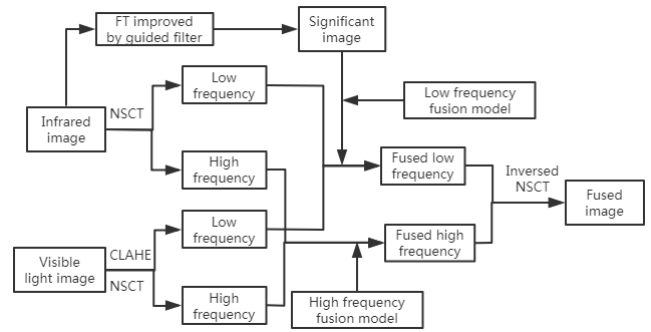 FT improved
by guided filter
Significant
image
Low
frequency
Low frequency
fusion model
NSCT
Infrared
image
High
frequency
Fused low
frequency
Inversed
NSCT
Fused
image
Low
frequency
Fused high
frequency
Visible
light image
CLAHE
NSCT
High
frequency
High frequency
fusion model